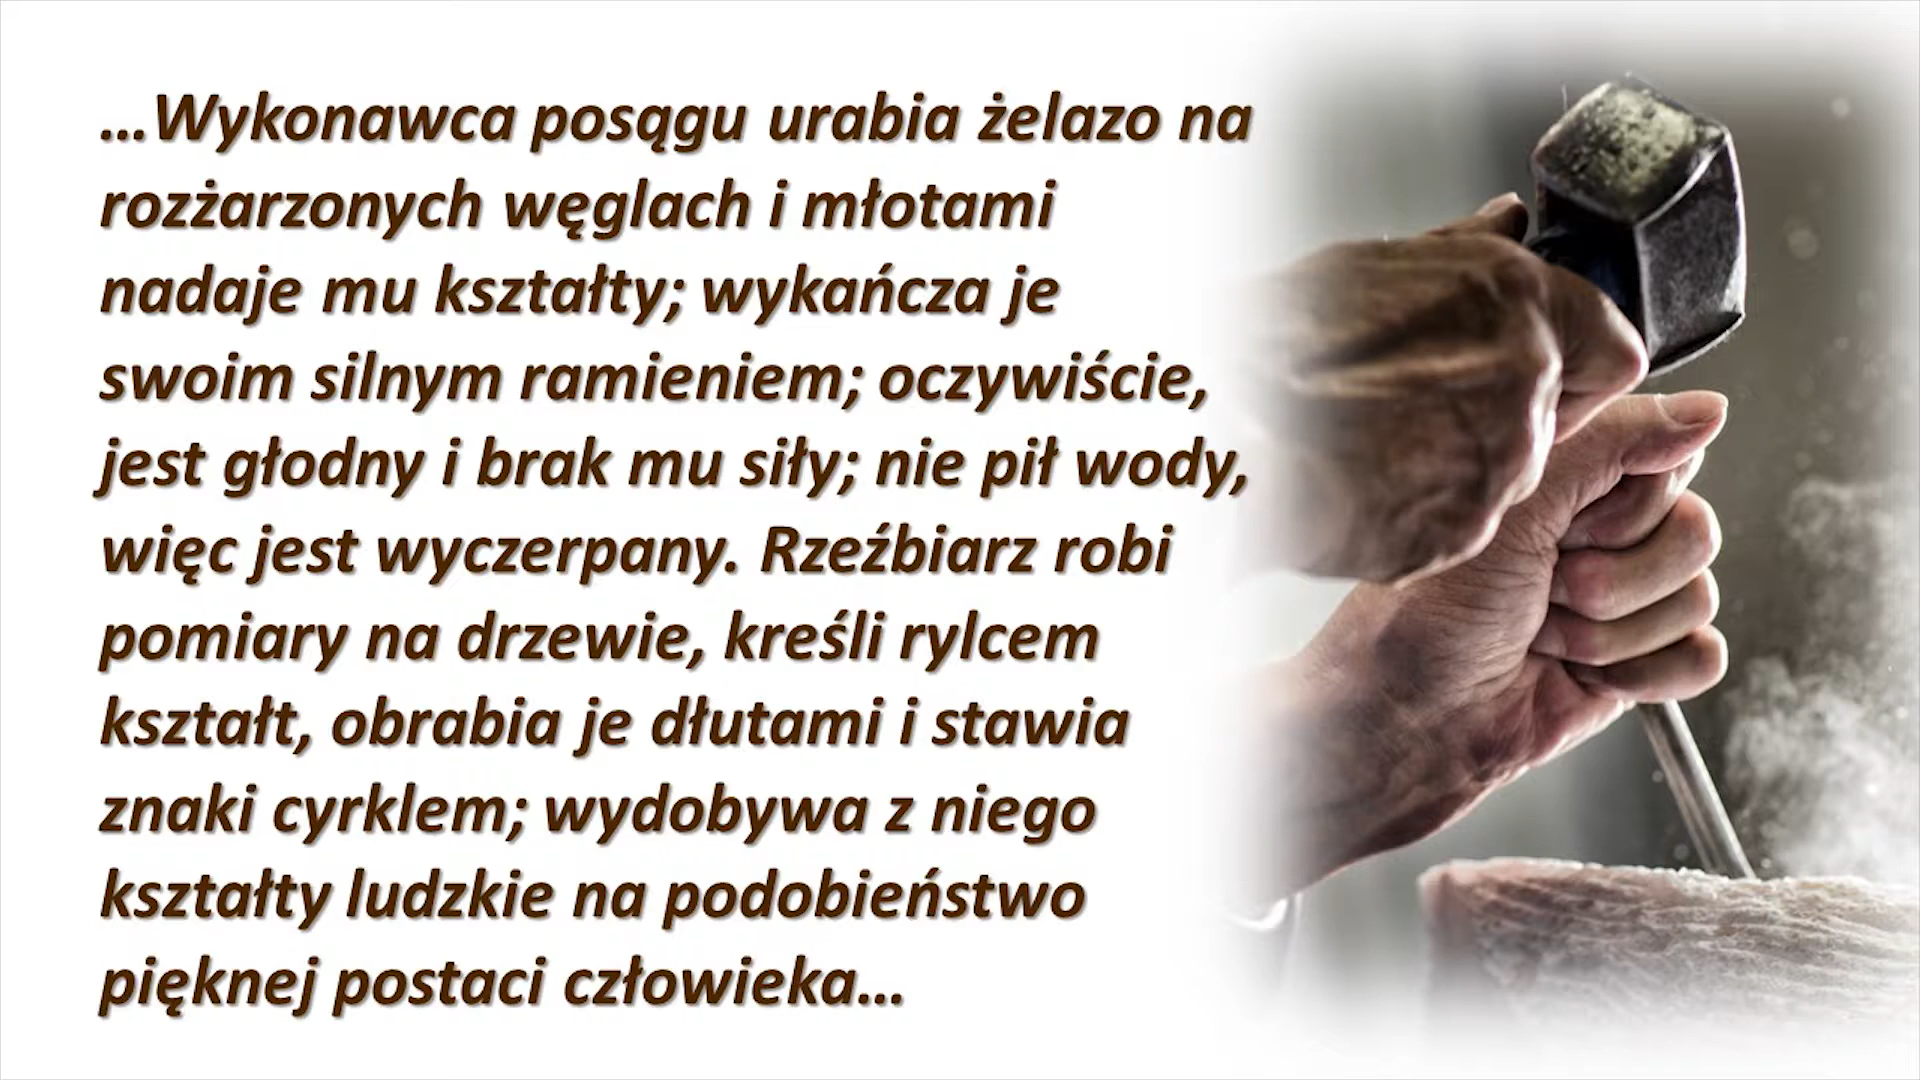 ...Wykonawca posągu urabia żelazo na
rozżarzonych węglach i młotami
nadaje mu kształty; wykańcza je
swoim silnym ramieniem; oczywiście,
jest głodny i brak mu siły; nie pił wody,
więc jest wyczerpany. Rzeźbiarz robi
pomiary na drzewie, kreśli rylcem
kształt, obrabia je dłutami i stawia
znaki cyrklem; wydobywa z niego
kształty ludzkie na podobieństwo
pięknej postaci człowieka...